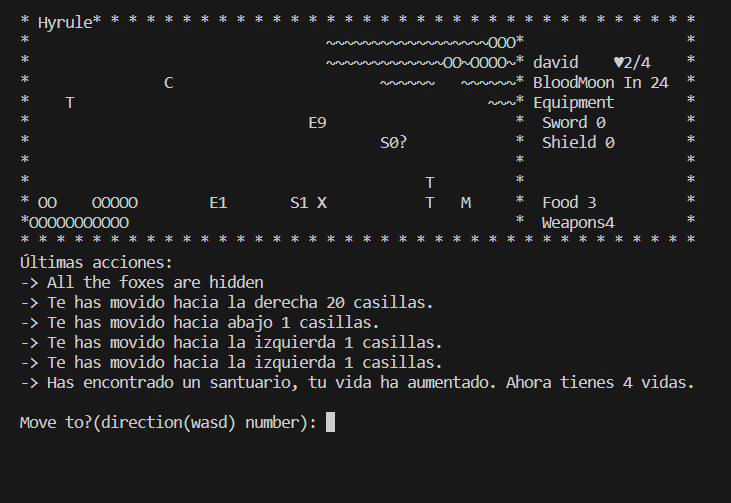 * Hyrule* * * * * * * * * * * * * * * * * * * * * * * * * * * * * * * * * *
*                                 ~~~~~~~~~~~~~~~~~~OOO*                  *
*                                 ~~~~~~~~~~~~~OO~OOOO~* david    ♥2/4    *
*               C                       ~~~~~~   ~~~~~~* BloodMoon In 24  *
*    T                                              ~~~* Equipment        *
*                               E9                     *  Sword 0         *
*                                       S0?            *  Shield 0        *
*                                                      *                  *
*                                            T         *                  *
* OO    OOOOO        E1       S1 X           T   M     *  Food 3          *
*OOOOOOOOOOO                                           *  Weapons4        *
* * * * * * * * * * * * * * * * * * * * * * * * * * * * * * * * * * * * * *
Últimas acciones:
-> All the foxes are hidden
-> Te has movido hacia la derecha 20 casillas.
-> Te has movido hacia abajo 1 casillas.
-> Te has movido hacia la izquierda 1 casillas.
-> Te has movido hacia la izquierda 1 casillas.
-> Has encontrado un santuario, tu vida ha aumentado. Ahora tienes 4 vidas.
Move to?(direction(wasd) number):